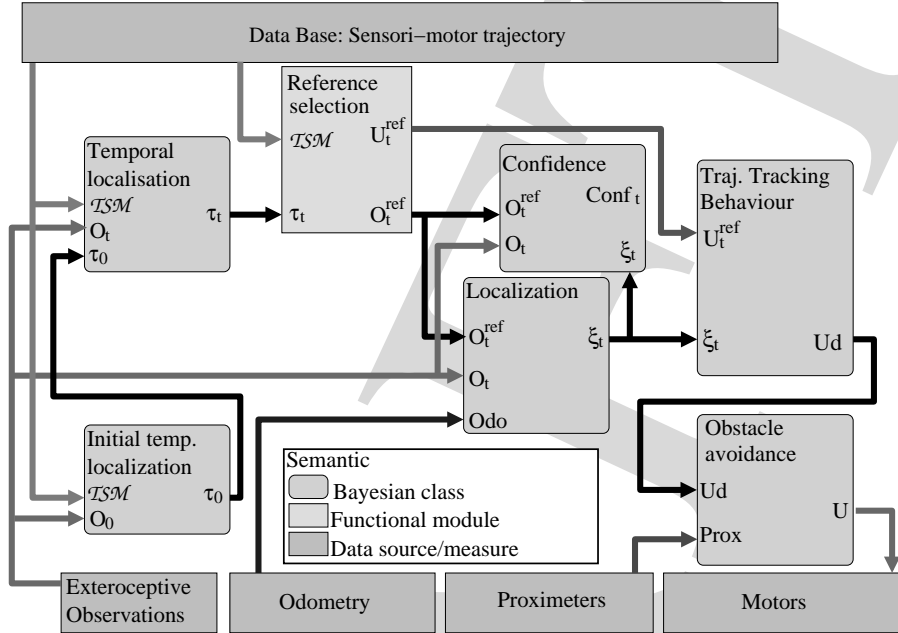 Data Base: Sensori−motor trajectory
Reference
selection
TSM
U_t^ref
τ_t
O_t^ref
Temporal
localisation
TSM
O_t
τ_0
τ_t
Confidence
O_t^ref
Conf_t
O_t
ξ_t
Traj. Tracking
Behaviour
U_t^ref
ξ_t
Ud
Localization
O_t^ref
ξ_t
O_t
Odo
Initial temp.
localization
TSM
τ_0
O_0
Semantic
Bayesian class
Functional module
Data source/measure
Obstacle
avoidance
Ud
U
Prox
Exteroceptive
Observations
Odometry
Proximeters
Motors